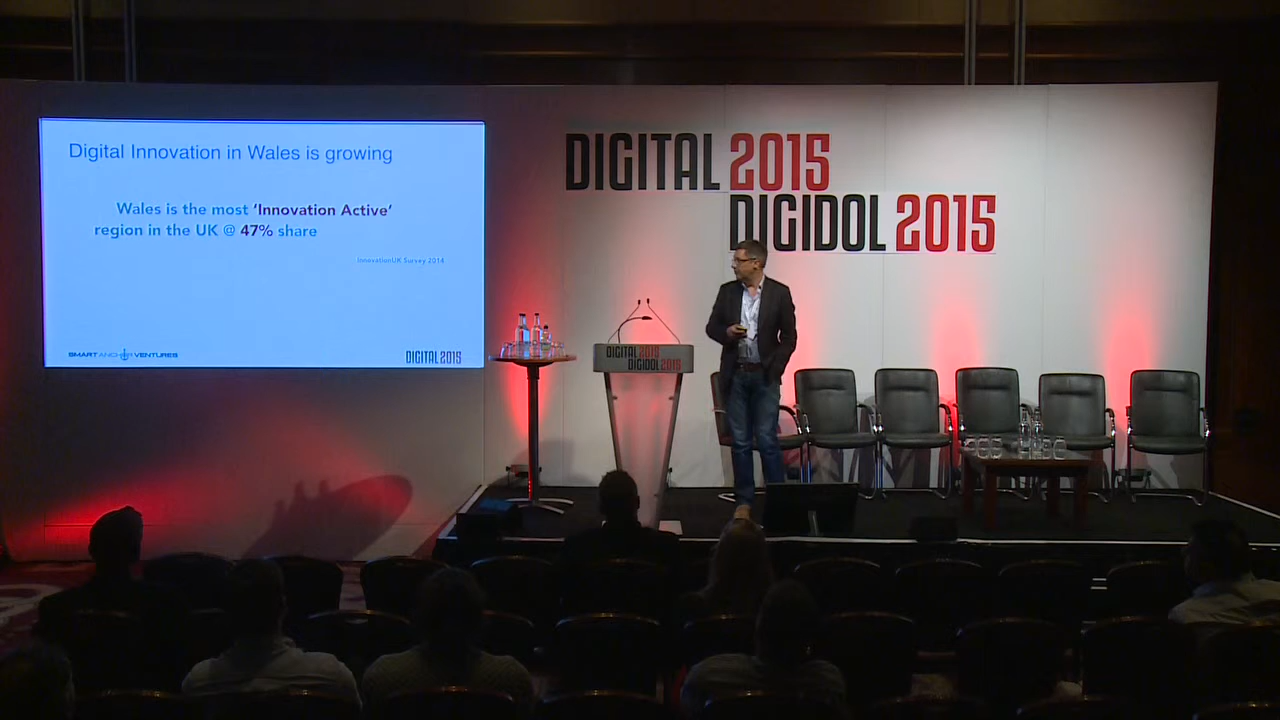 Digital Innovation in Wales is growing
Wales is the most ‘Innovation Active’
region in the UK @ 47% share
InnovationUK Survey 2014
SMART ANCHOR VENTURES
DIGITAL 2015
DIGITAL 2015
DIGIDOL 2015
DIGITAL 2015
DIGIDOL 2015